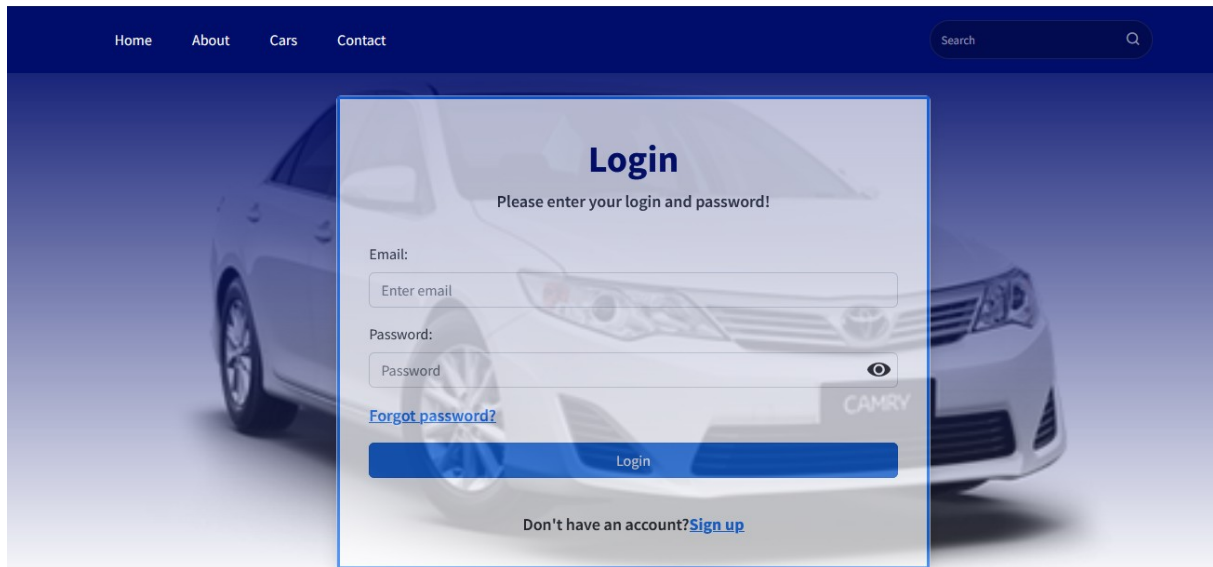 Home About Cars Contact Search
Login
Please enter your login and password!
Email:
Enter email
Password:
Password
CAMRY
Forgot password?
Login
Don't have an account?Sign up